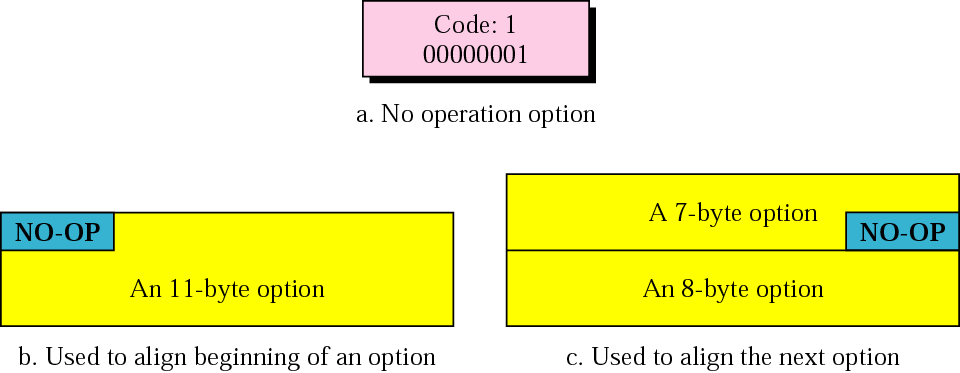 Code: 1
00000001
a. No operation option
NO-OP
An 11-byte option
b. Used to align beginning of an option
A 7-byte option
NO-OP
An 8-byte option
c. Used to align the next option